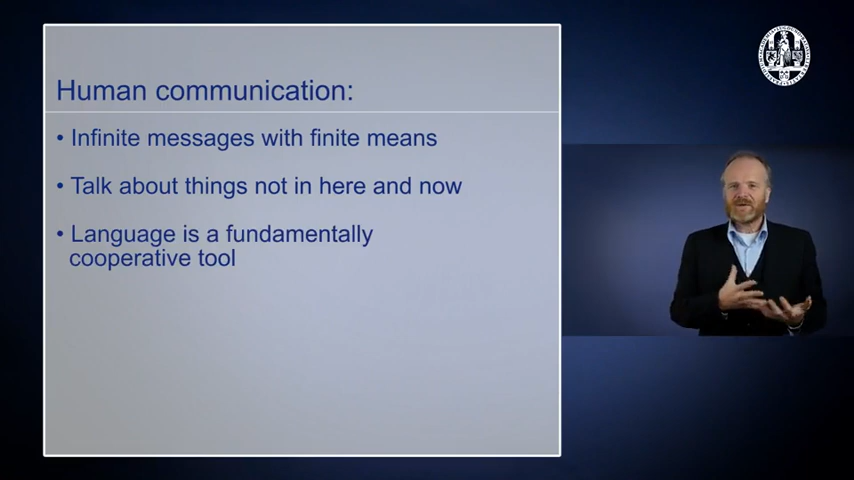 Human communication:
• Infinite messages with finite means
• Talk about things not in here and now
• Language is a fundamentally
cooperative tool